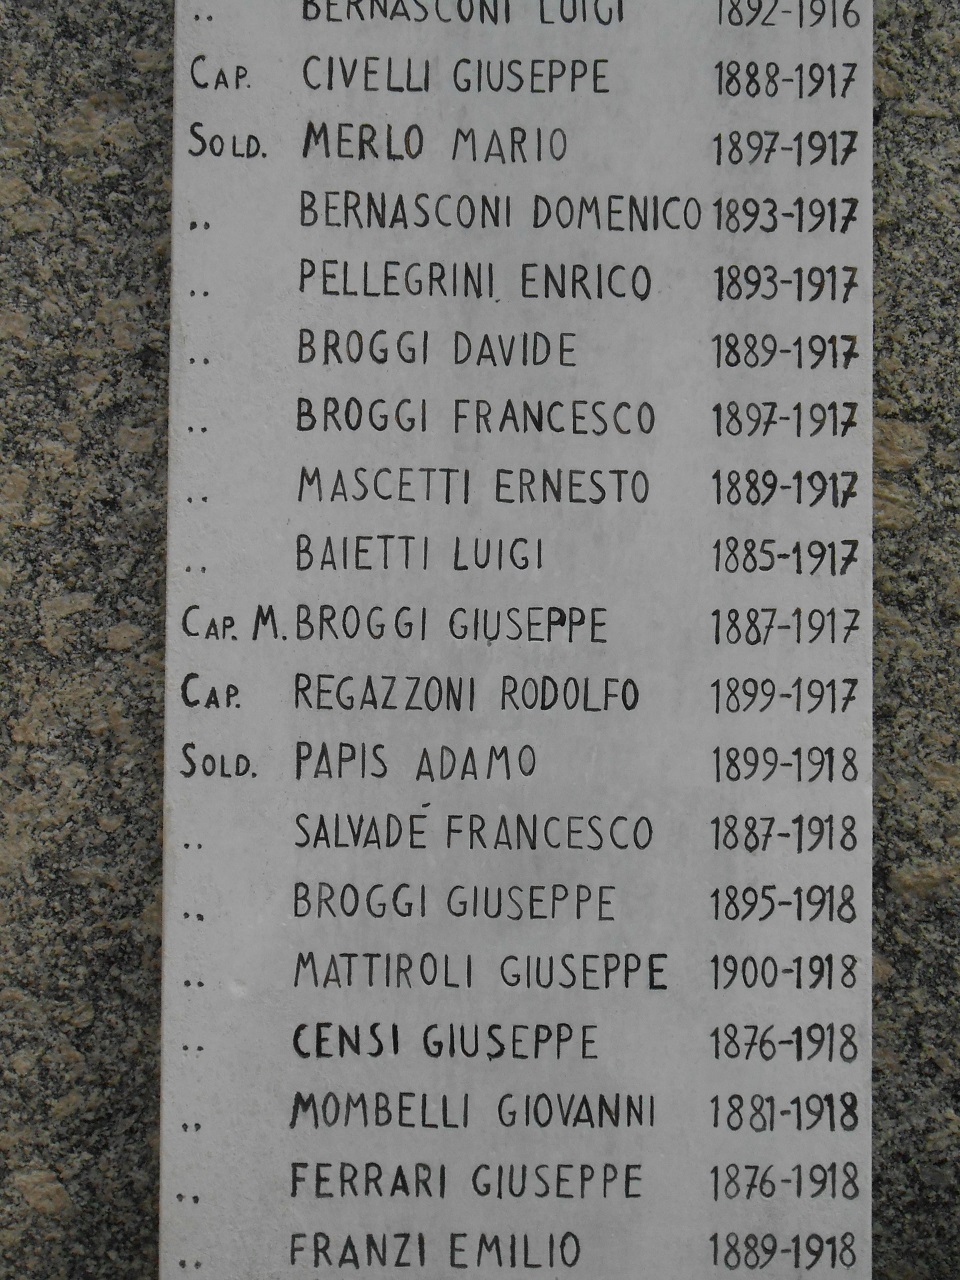 .. BERNASCONI LUIGI 1892-1916
CAP. CIVELLI GIUSEPPE 1888-1917
SOLD. MERLO MARIO 1897-1917
.. BERNASCONI DOMENICO 1893-1917
.. PELLEGRINI ENRICO 1893-1917
.. BROGGI DAVIDE 1889-1917
.. BROGGI FRANCESCO 1897-1917
.. MASCETTI ERNESTO 1889-1917
.. BAIETTI LUIGI 1885-1917
CAP. M. BROGGI GIUSEPPE 1887-1917
CAP. REGAZZONI RODOLFO 1899-1917
SOLD. PAPIS ADAMO 1899-1918
.. SALVADÉ FRANCESCO 1887-1918
.. BROGGI GIUSEPPE 1895-1918
.. MATTIROLI GIUSEPPE 1900-1918
.. CENSI GIUSEPPE 1876-1918
.. MOMBELLI GIOVANNI 1881-1918
.. FERRARI GIUSEPPE 1876-1918
.. FRANZI EMILIO 1889-1918